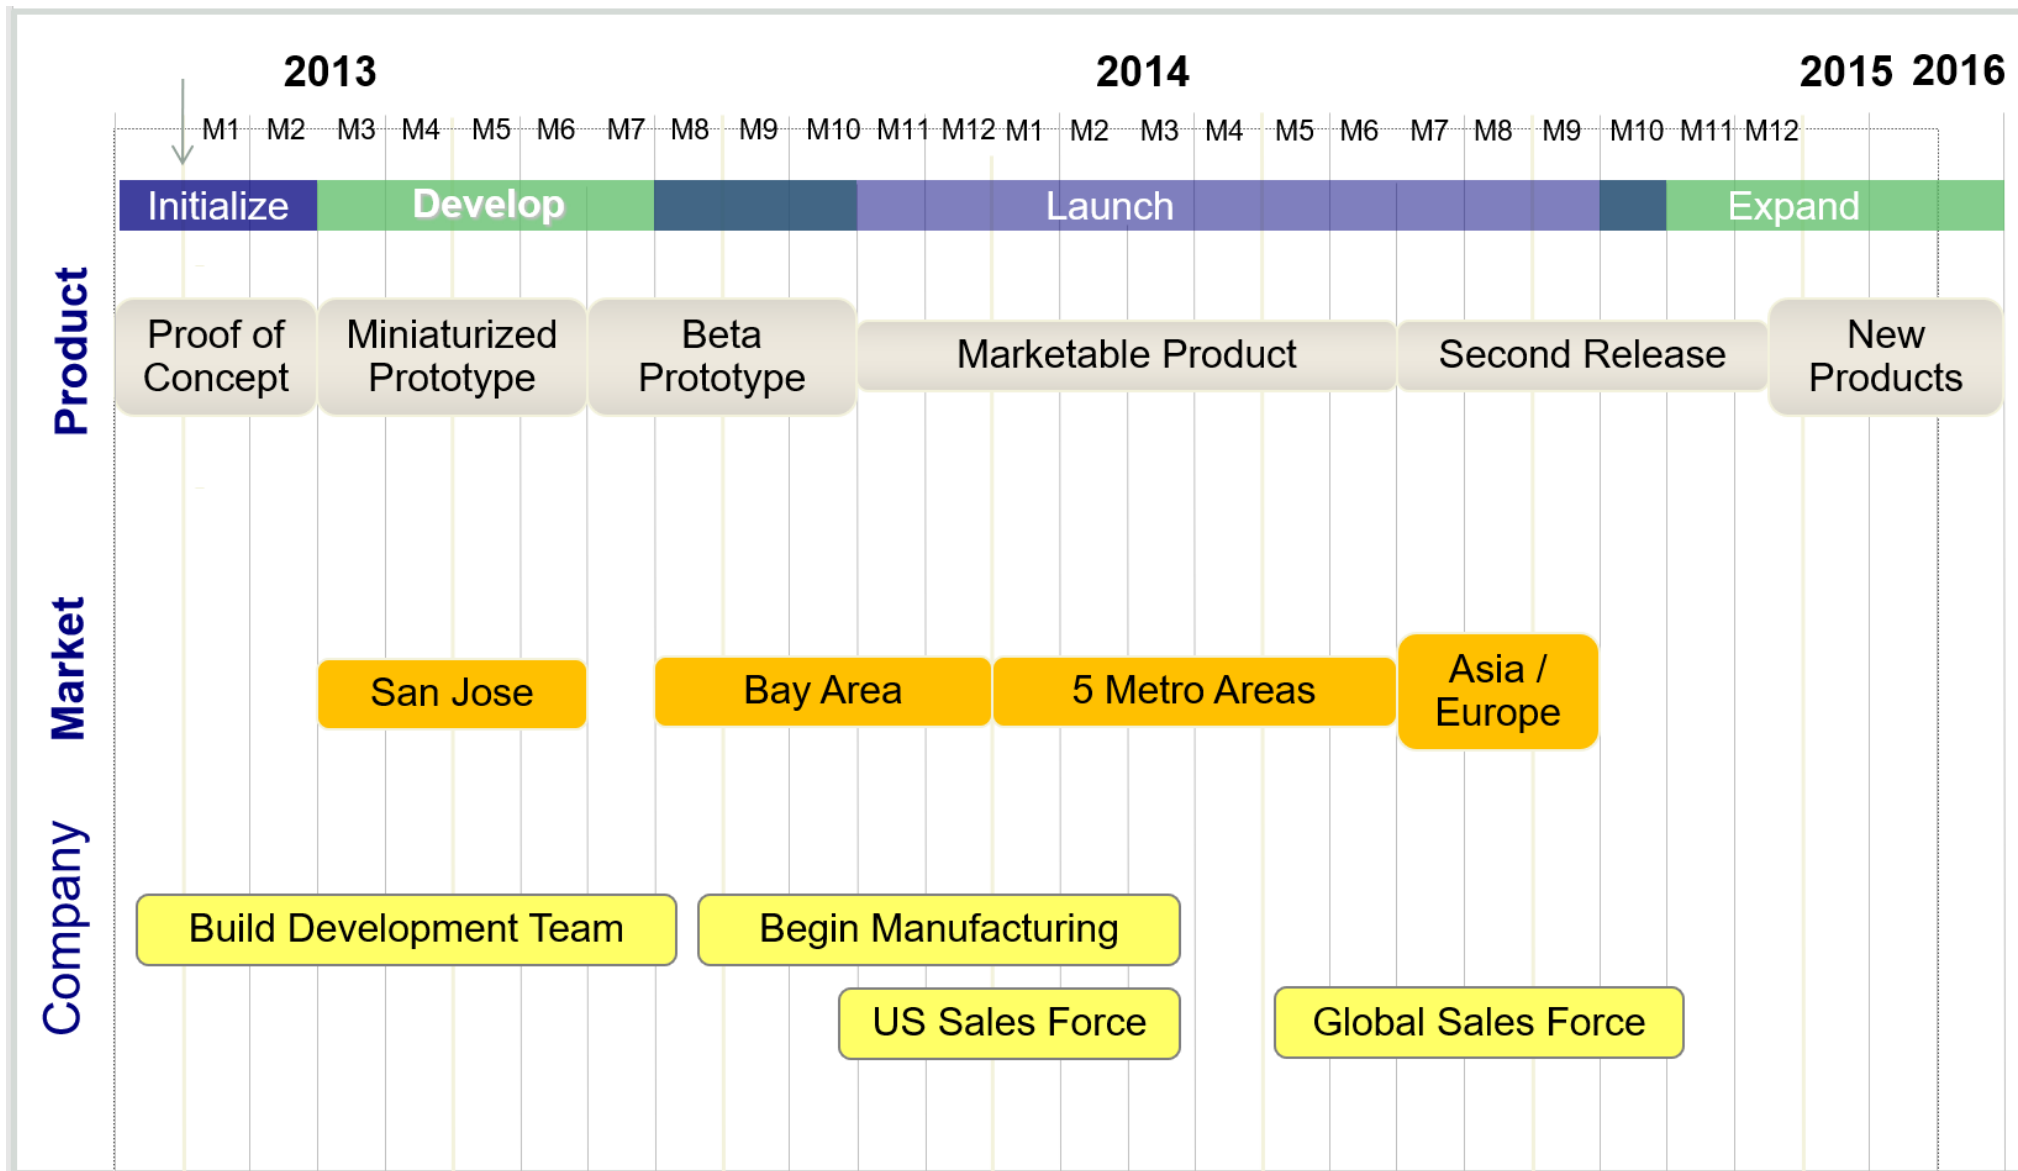 2013 2014 2015 2016
M1 M2 M3 M4 M5 M6 M7 M8 M9 M10 M11 M12 M1 M2 M3 M4 M5 M6 M7 M8 M9 M10 M11 M12
Initialize Develop Launch Expand
Product
Proof of
Concept
Miniaturized
Prototype
Beta
Prototype
Marketable Product
Second Release
New
Products
Market
San Jose
Bay Area
5 Metro Areas
Asia /
Europe
Company
Build Development Team
Begin Manufacturing
US Sales Force
Global Sales Force